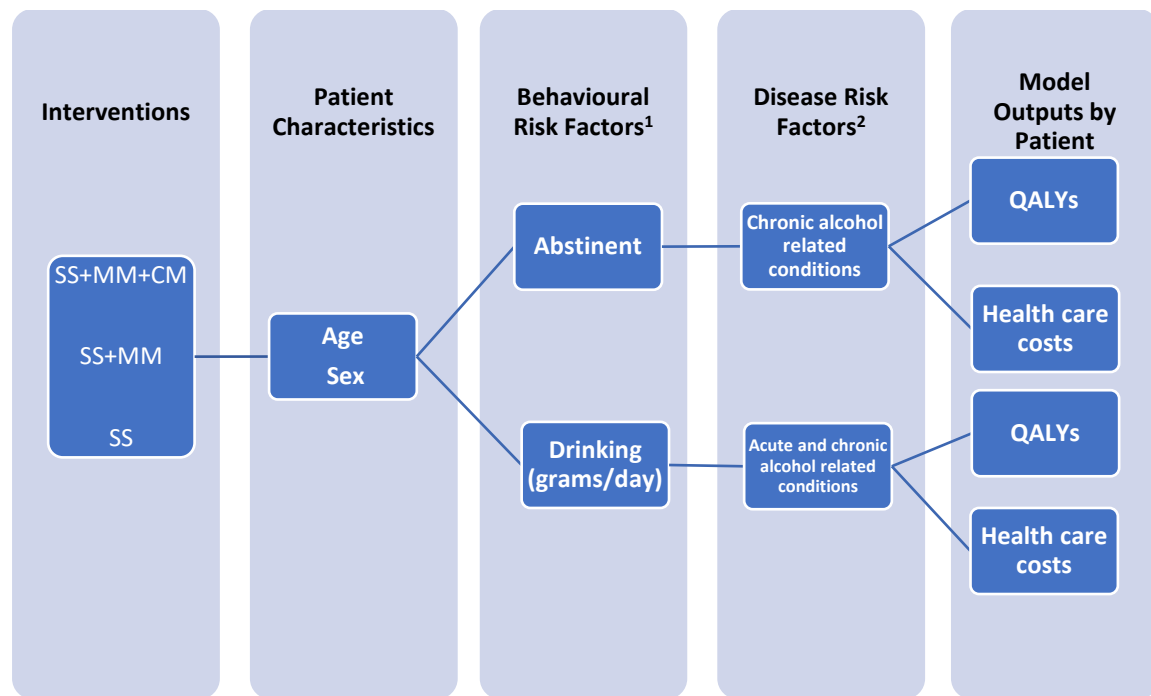 Interventions
SS+MM+CM
SS+MM
SS
Patient
Characteristics
Age
Sex
Behavioural
Risk Factors¹
Abstinent
Drinking
(grams/day)
Disease Risk
Factors²
Chronic alcohol
related
conditions
Acute and chronic
alcohol related
conditions
Model
Outputs by
Patient
QALYs
Health care
costs
QALYs
Health care
costs